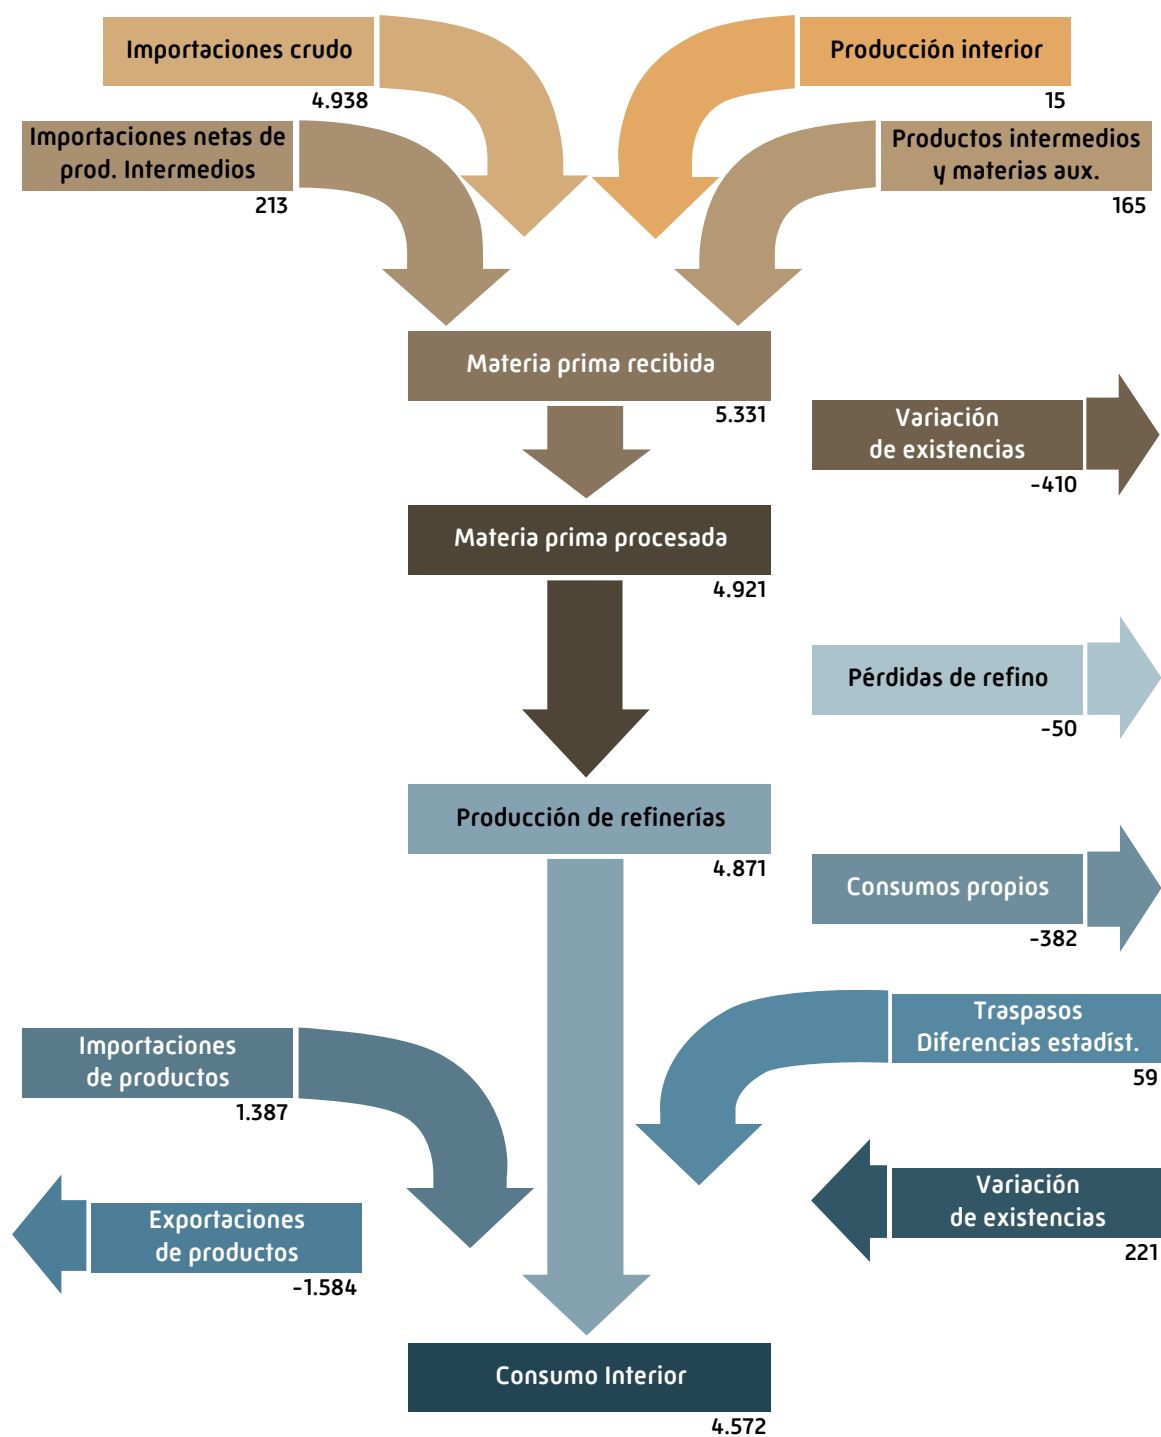 Importaciones crudo
4.938
Producción interior
15
Importaciones netas de
prod. Intermedios
213
Productos intermedios
y materias aux.
165
Materia prima recibida
5.331
Variación
de existencias
-410
Materia prima procesada
4.921
Pérdidas de refino
-50
Producción de refinerías
4.871
Consumos propios
-382
Traspasos
Diferencias estadíst.
59
Importaciones
de productos
1.387
Variación
de existencias
221
Exportaciones
de productos
-1.584
Consumo Interior
4.572